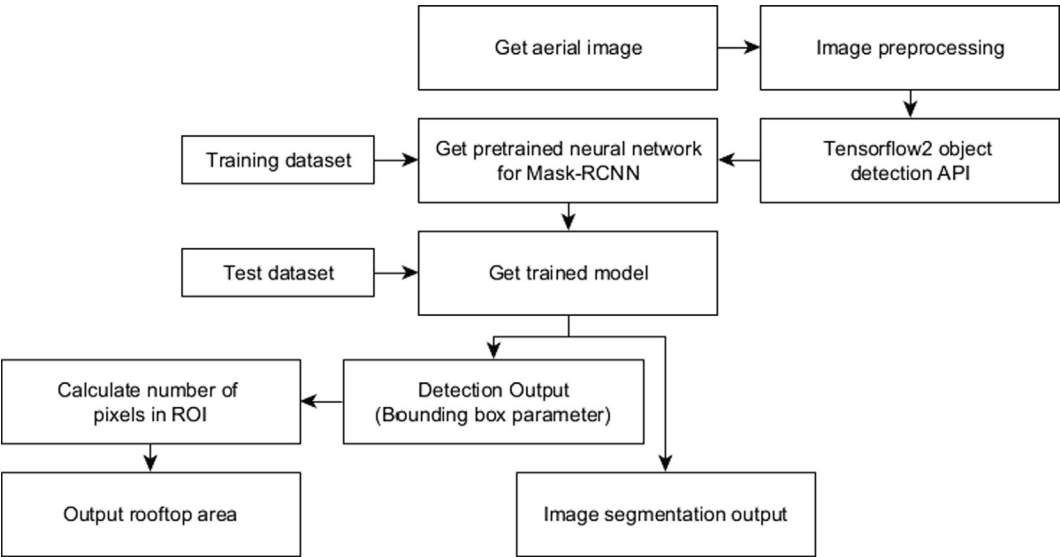 Get aerial image
Image preprocessing
Training dataset
Get pretrained neural network
for Mask-RCNN
Tensorflow2 object
detection API
Test dataset
Get trained model
Calculate number of
pixels in ROI
Detection Output
(Bounding box parameter)
Output rooftop area
Image segmentation output